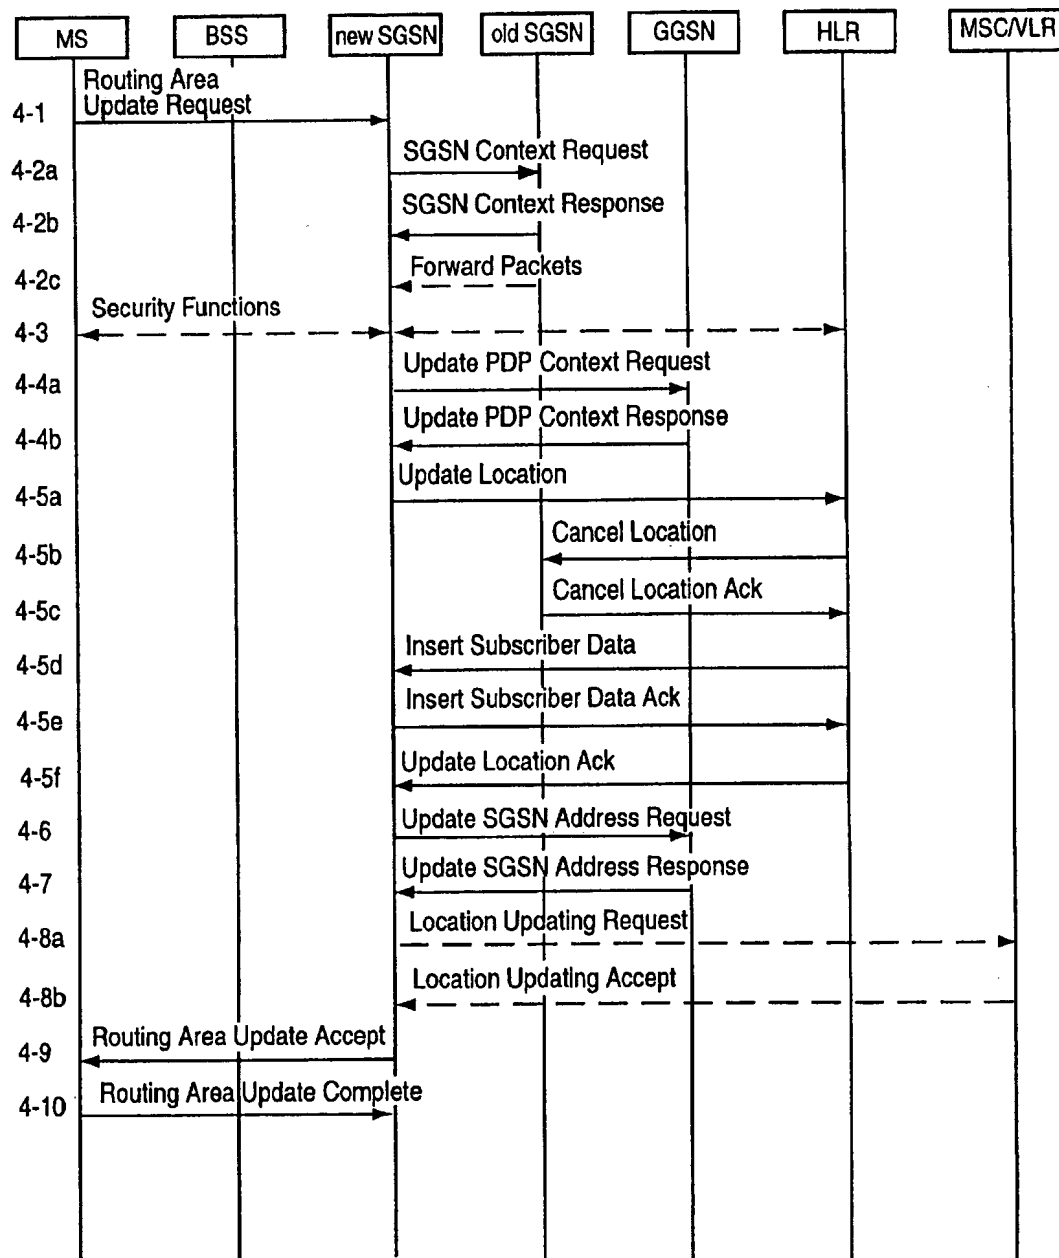 MS BSS new SGSN old SGSN GGSN HLR MSC/VLR
Routing Area
4-1 Update Request
SGSN Context Request
4-2a
SGSN Context Response
4-2b
Forward Packets
4-2c
Security Functions
4-3
Update PDP Context Request
4-4a
Update PDP Context Response
4-4b
Update Location
4-5a
Cancel Location
4-5b
Cancel Location Ack
4-5c
Insert Subscriber Data
4-5d
Insert Subscriber Data Ack
4-5e
Update Location Ack
4-5f
Update SGSN Address Request
4-6
Update SGSN Address Response
4-7
Location Updating Request
4-8a
Location Updating Accept
4-8b
Routing Area Update Accept
4-9
Routing Area Update Complete
4-10